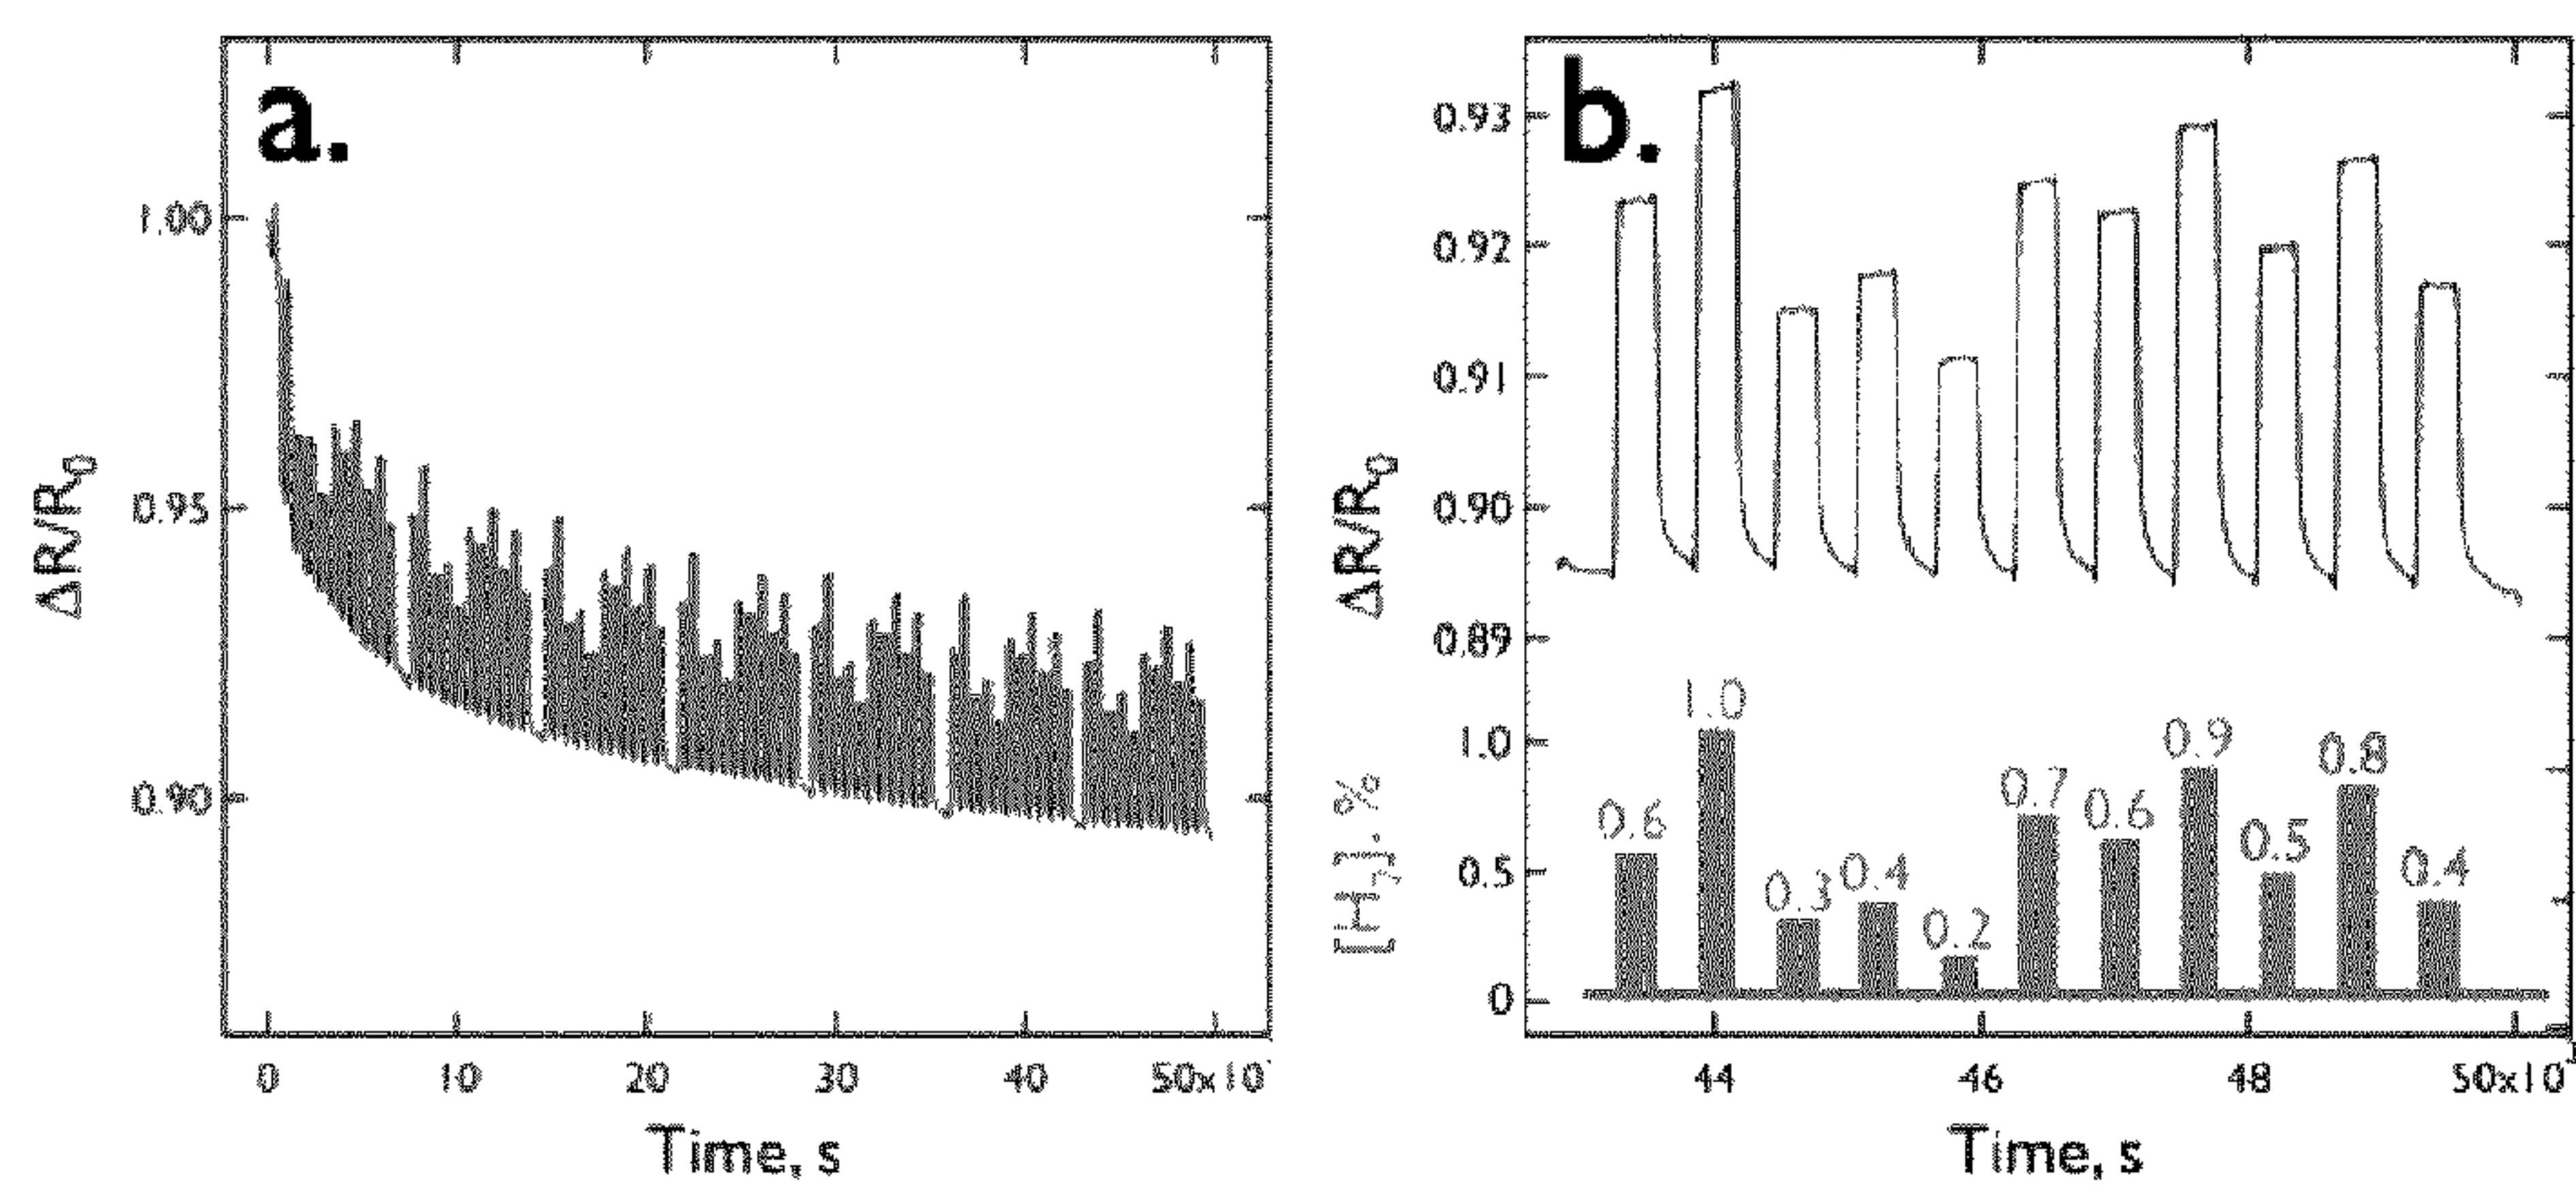 a.
1.00
0.95
0.90
ΔR/R₀
0 10 20 30 40 50x10
Time, s
b.
0.93
0.92
0.91
0.90
0.89
ΔR/R₀
1.0
0.5
0
[H₂]. %
0.6 1.0 0.3 0.4 0.2 0.7 0.6 0.9 0.5 0.8 0.4
44 46 48 50x10
Time, s